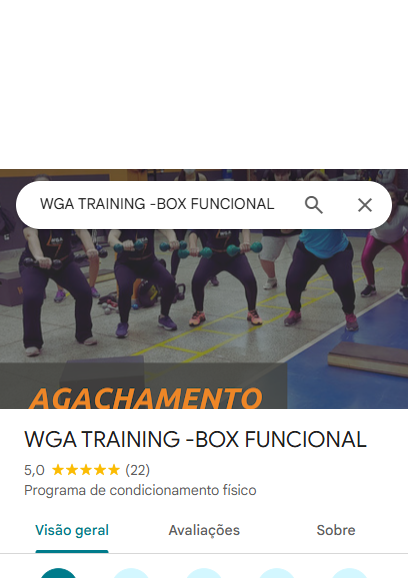 WGA TRAINING -BOX FUNCIONAL
AGACHAMENTO
WGA TRAINING -BOX FUNCIONAL
5,0 ★★★★★ (22)
Programa de condicionamento físico
Visão geral Avaliações Sobre